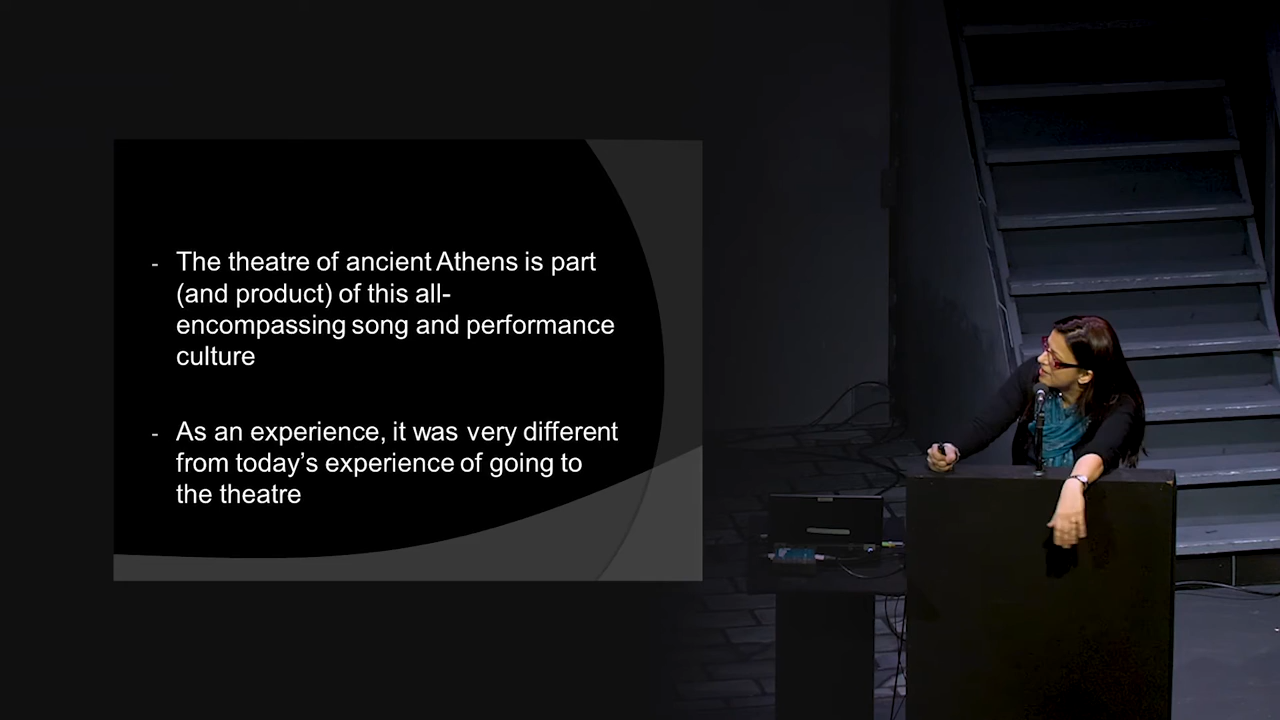 - The theatre of ancient Athens is part
(and product) of this all-
encompassing song and performance
culture
- As an experience, it was very different
from today's experience of going to
the theatre